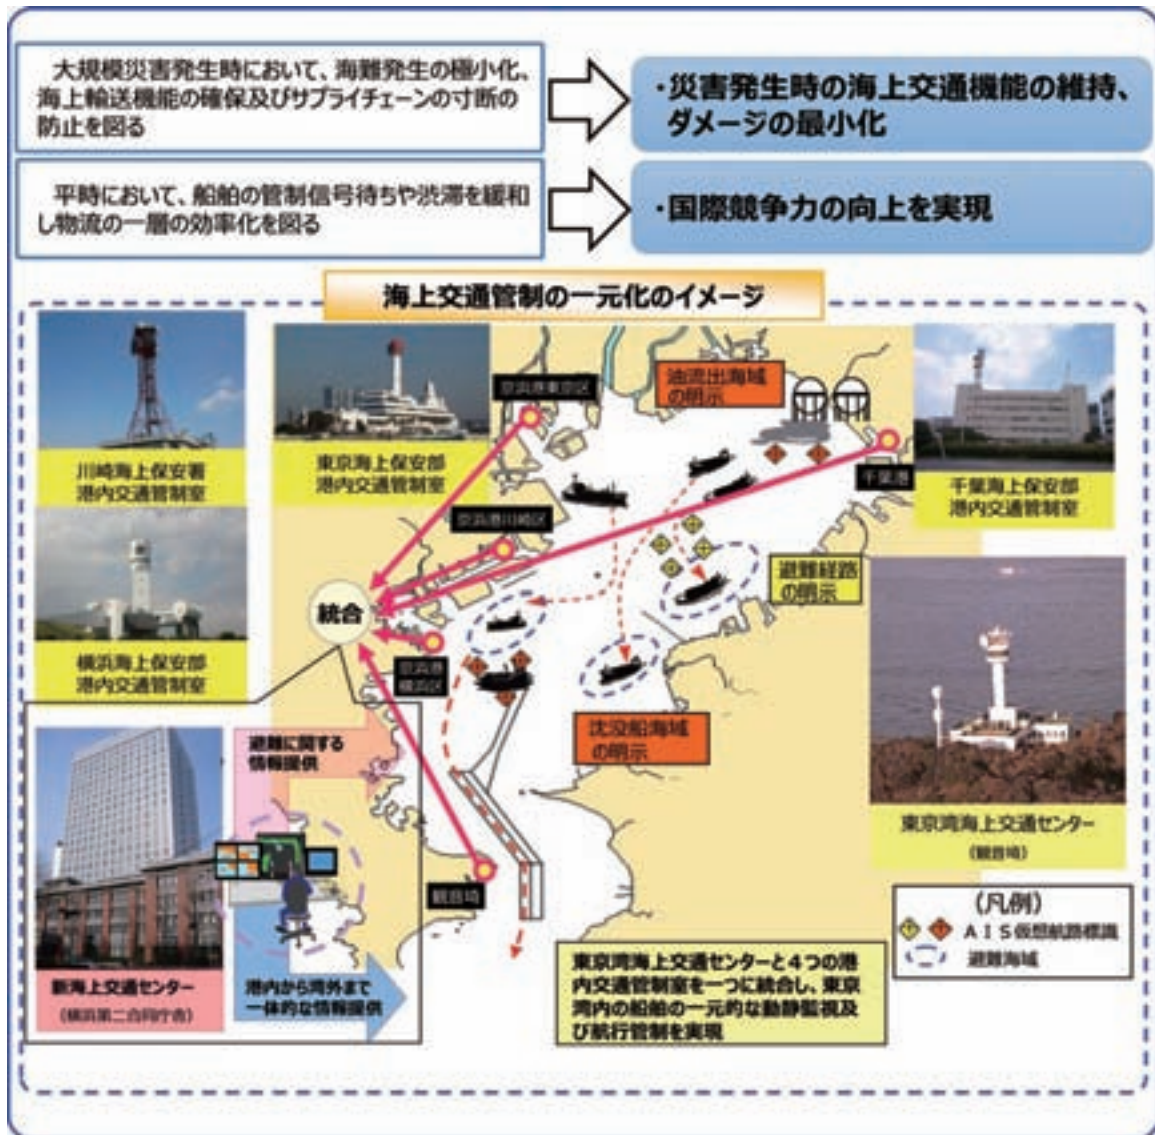 大規模災害発生時において、海難発生の極小化、
海上輸送機能の確保及びサプライチェーンの寸断の
防止を図る
・災害発生時の海上交通機能の維持、
ダメージの最小化
平時において、船舶の管制信号待ちや渋滞を緩和
し物流の一層の効率化を図る
・国際競争力の向上を実現
海上交通管制の一元化のイメージ
川崎海上保安署
港内交通管制室
東京海上保安部
港内交通管制室
京浜港東京区
油流出海域
の明示
千葉港
千葉海上保安部
港内交通管制室
京浜港川崎区
避難経路
の明示
統合
横浜海上保安部
港内交通管制室
京浜港
横浜区
沈没船海域
の明示
避難に関する
情報提供
東京湾海上交通センター
(観音埼)
観音埼
新海上交通センター
(横浜第二合同庁舎)
港内から湾外まで
一体的な情報提供
東京湾海上交通センターと4つの港
内交通管制室を一つに統合し、東京
湾内の船舶の一元的な動静監視及
び航行管制を実現
(凡例)
AIS仮想航路標識
避難海域